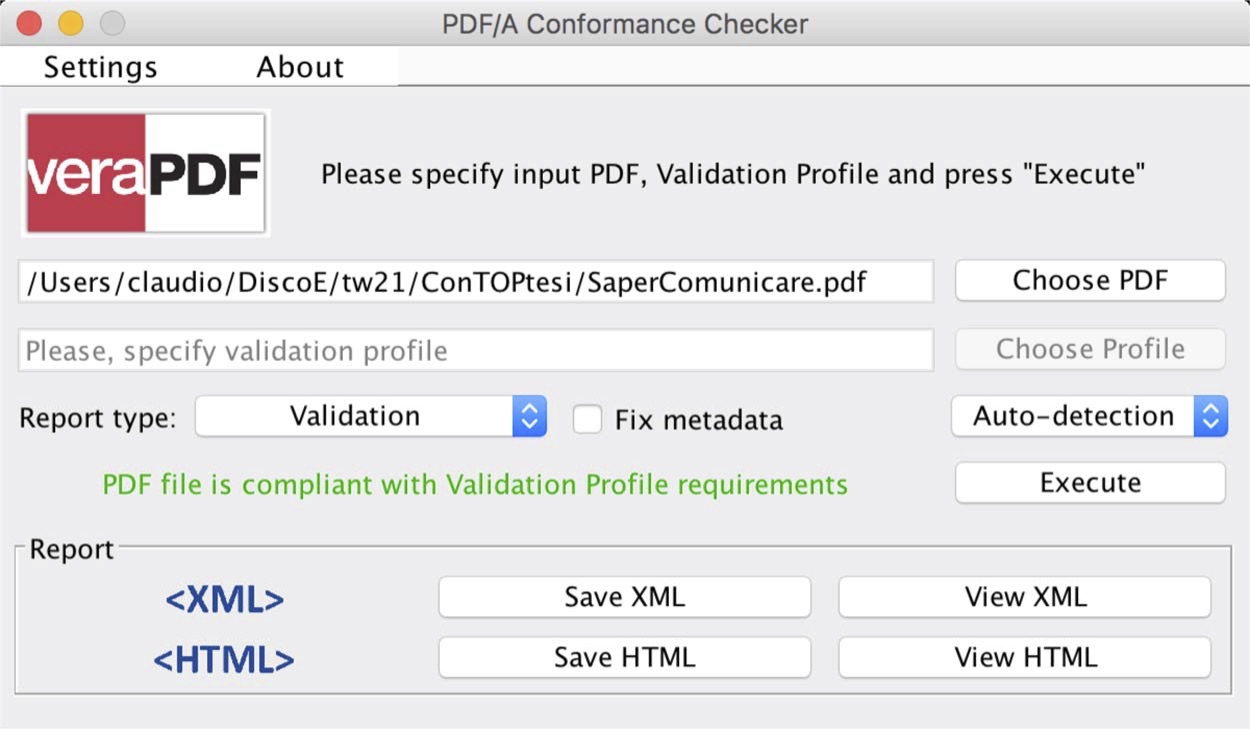 PDF/A Conformance Checker
Settings About
veraPDF
Please specify input PDF, Validation Profile and press "Execute"
/Users/claudio/DiscoE/tw21/ConTOPtesi/SaperComunicare.pdf Choose PDF
Please, specify validation profile Choose Profile
Report type: Validation Fix metadata Auto-detection
PDF file is compliant with Validation Profile requirements Execute
Report
<XML> Save XML View XML
<HTML> Save HTML View HTML